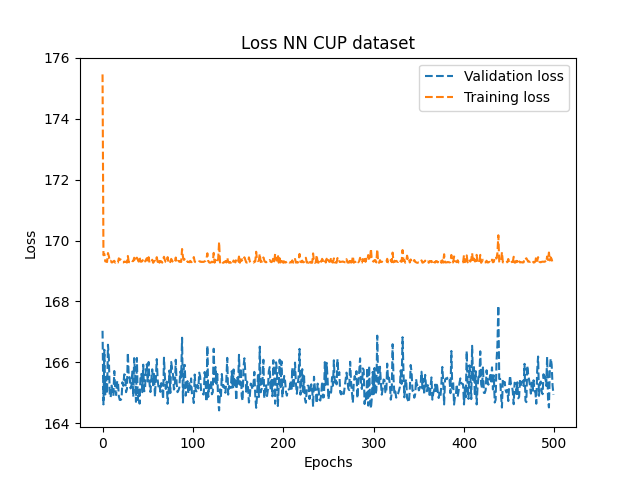 Loss NN CUP dataset
176
174
172
170
168
166
164
Loss
Validation loss
Training loss
0
100
200
300
400
500
Epochs